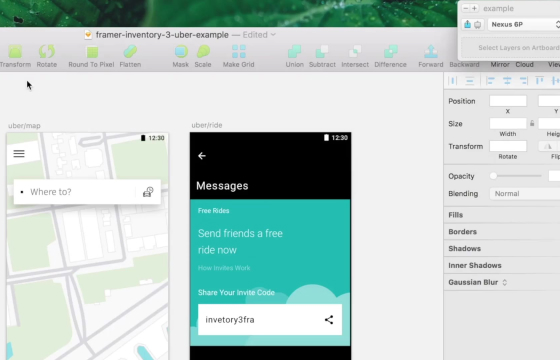 example
Nexus 6P
Select Layers on Artboard
framer-inventory-3-uber-example — Edited
Transform Rotate Round To Pixel Flatten Mask Scale Make Grid Union Subtract Intersect Difference Forward Backward Mirror Cloud View
Position
X Y
Size
Width
Transform
Rotate
Opacity
Blending Normal
Fills
Borders
Shadows
Inner Shadows
Gaussian Blur
uber/map
12:30
Where to?
uber/ride
12:30
Messages
Free Rides
Send friends a free
ride now
How Invites Work
Share Your Invite Code
invetory3fra